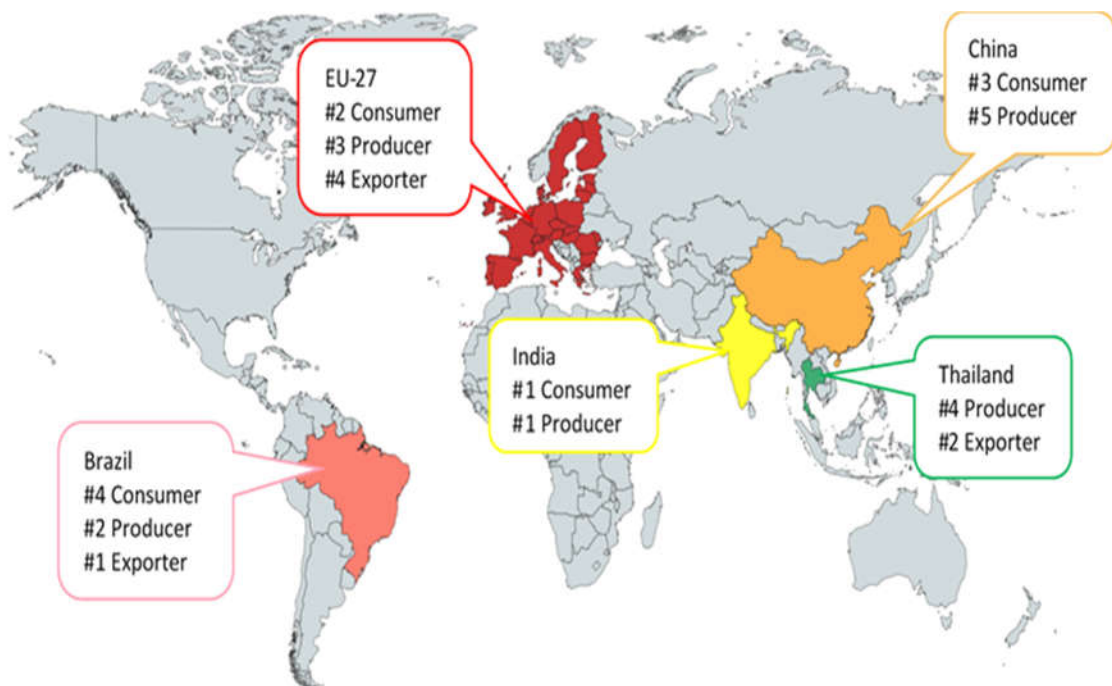 EU-27
#2 Consumer
#3 Producer
#4 Exporter
China
#3 Consumer
#5 Producer
India
#1 Consumer
#1 Producer
Thailand
#4 Producer
#2 Exporter
Brazil
#4 Consumer
#2 Producer
#1 Exporter